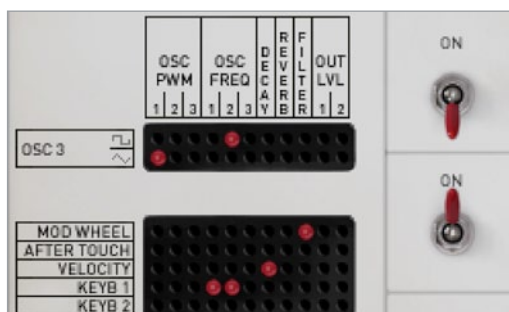 OSC PWM
OSC FREQ
DECAY
REVERB
FILTER
OUT LVL
1 2 3 1 2 3 1 2
OSC 3
MOD WHEEL
AFTER TOUCH
VELOCITY
KEYB 1
KEYB 2
ON
ON